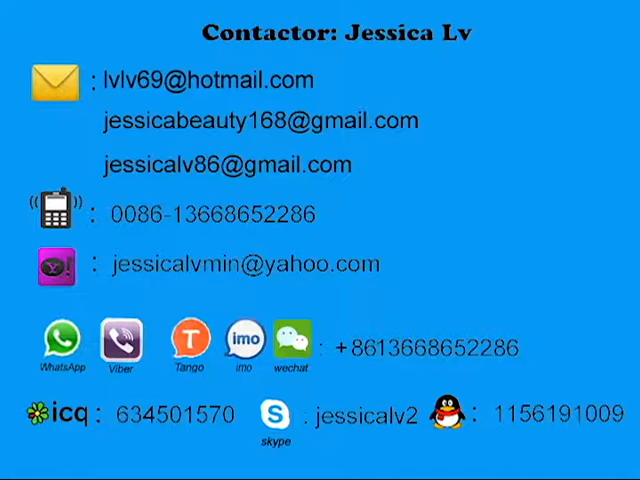 Contactor: Jessica Lv
: lvlv69@hotmail.com
jessicabeauty168@gmail.com
jessicalv86@gmail.com
: 0086-13668652286
Y! : jessicalvmin@yahoo.com
T imo : +8613668652286
WhatsApp Viber Tango imo wechat
icq : 634501570 S : jessicalv2 : 1156191009
skype